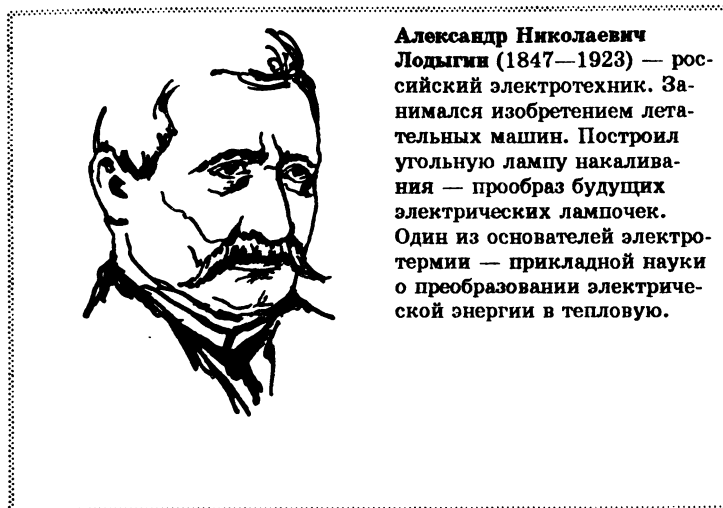 Александр Николаевич
Лодыгин (1847—1923) — рос-
сийский электротехник. За-
нимался изобретением лета-
тельных машин. Построил
угольную лампу накалива-
ния — прообраз будущих
электрических лампочек.
Один из основателей электро-
термии — прикладной науки
о преобразовании электриче-
ской энергии в тепловую.